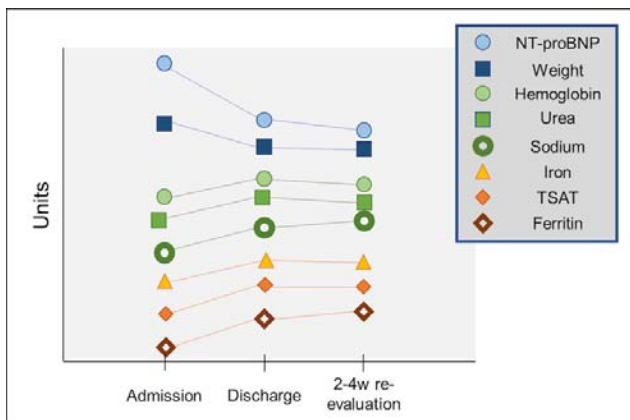 NT-proBNP
Weight
Hemoglobin
Urea
Sodium
Iron
TSAT
Ferritin
Units
Admission
Discharge
2-4w re-
evaluation